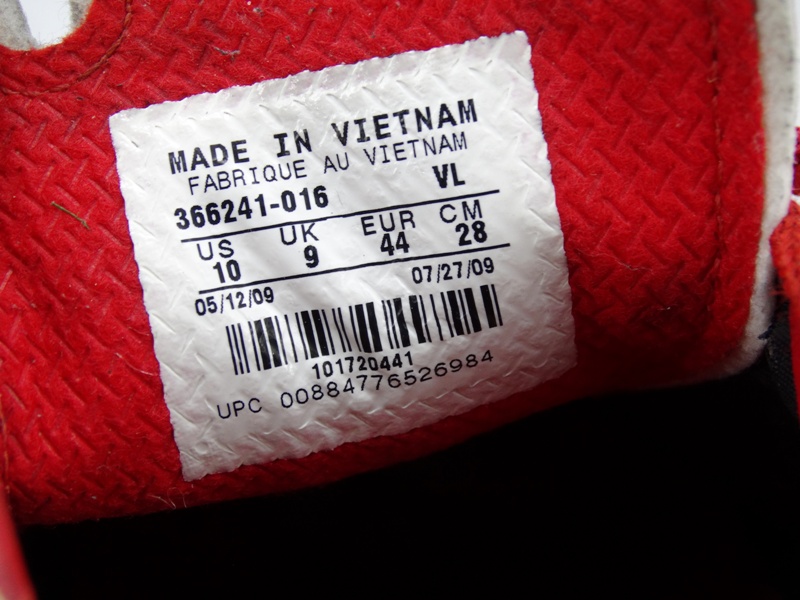 MADE IN VIETNAM
FABRIQUE AU VIETNAM
366241-016 VL
US UK EUR CM
10 9 44 28
05/12/09 07/27/09
101720441
UPC 00884776526984